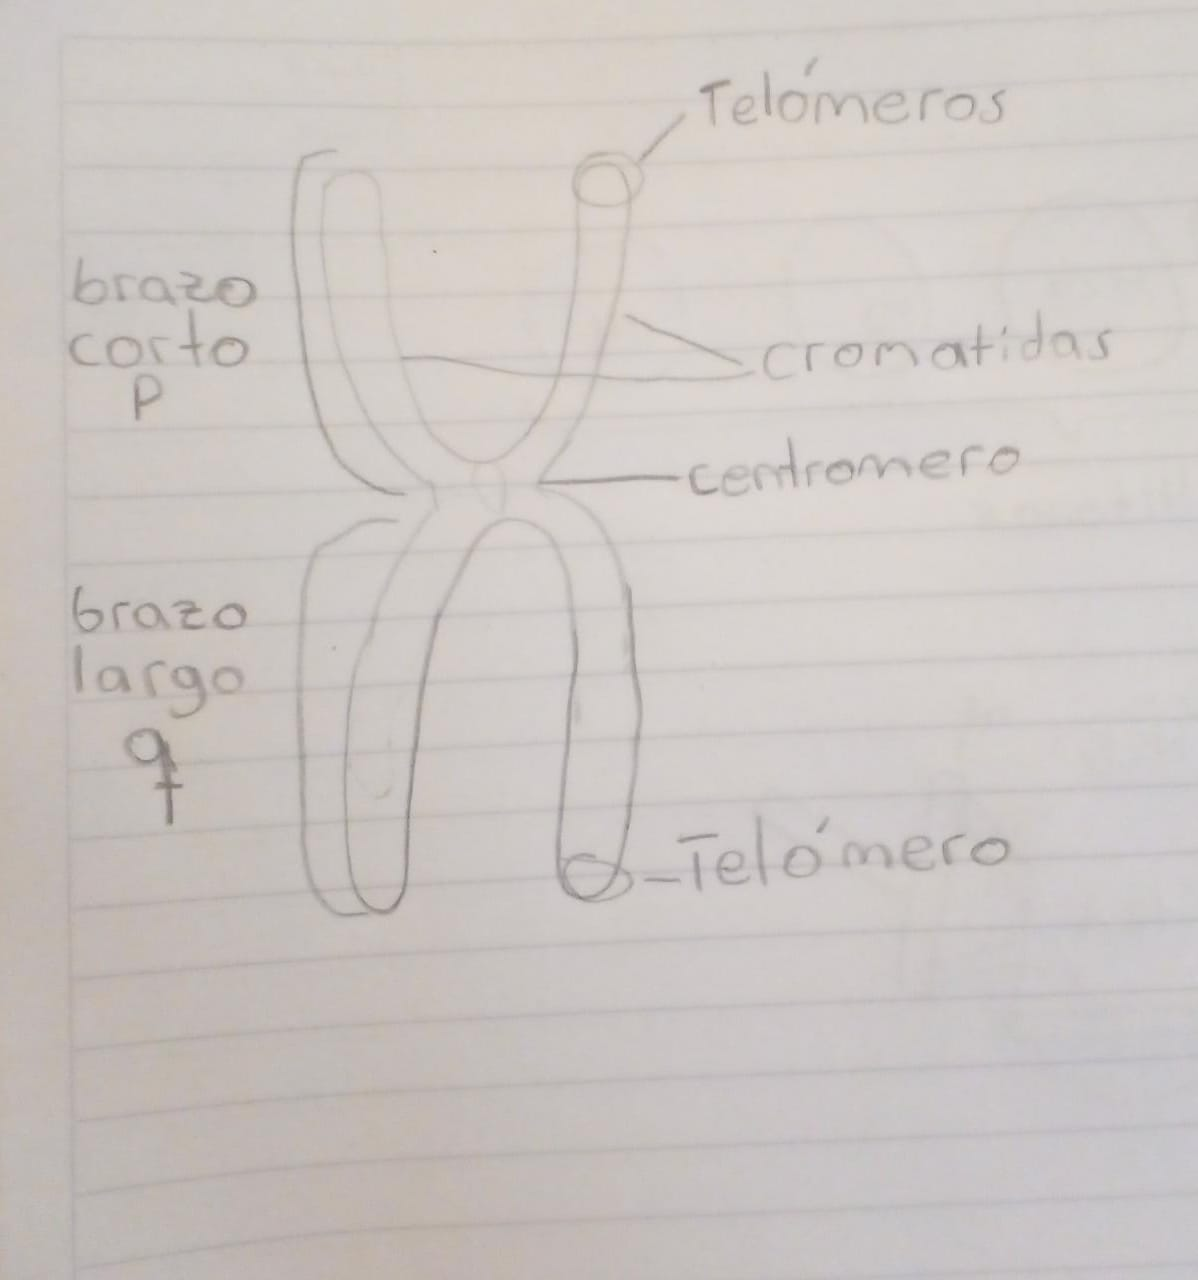 Telómeros
brazo
corto
p
cromatidas
centromero
brazo
largo
q
Telómero